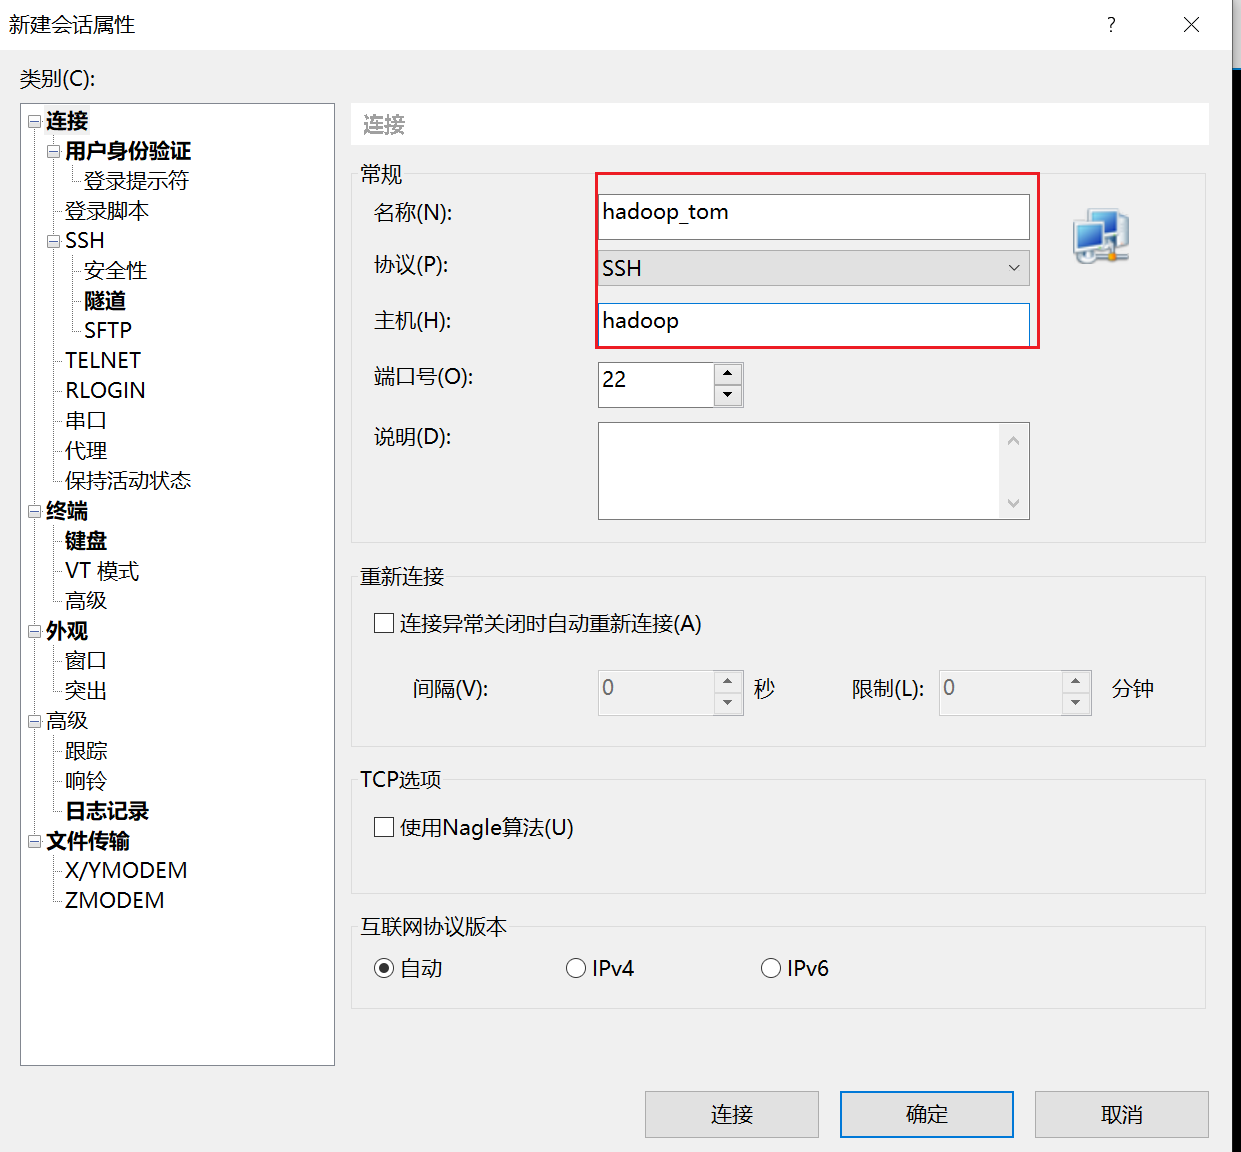 新建会话属性
?
类别(C):
连接
用户身份验证
登录提示符
登录脚本
SSH
安全性
隧道
SFTP
TELNET
RLOGIN
串口
代理
保持活动状态
终端
键盘
VT 模式
高级
外观
窗口
突出
高级
跟踪
响铃
日志记录
文件传输
X/YMODEM
ZMODEM
连接
常规
名称(N): hadoop_tom
协议(P): SSH
主机(H): hadoop
端口号(O): 22
说明(D):
重新连接
连接异常关闭时自动重新连接(A)
间隔(V): 0 秒 限制(L): 0 分钟
TCP选项
使用Nagle算法(U)
互联网协议版本
自动 IPv4 IPv6
连接 确定 取消